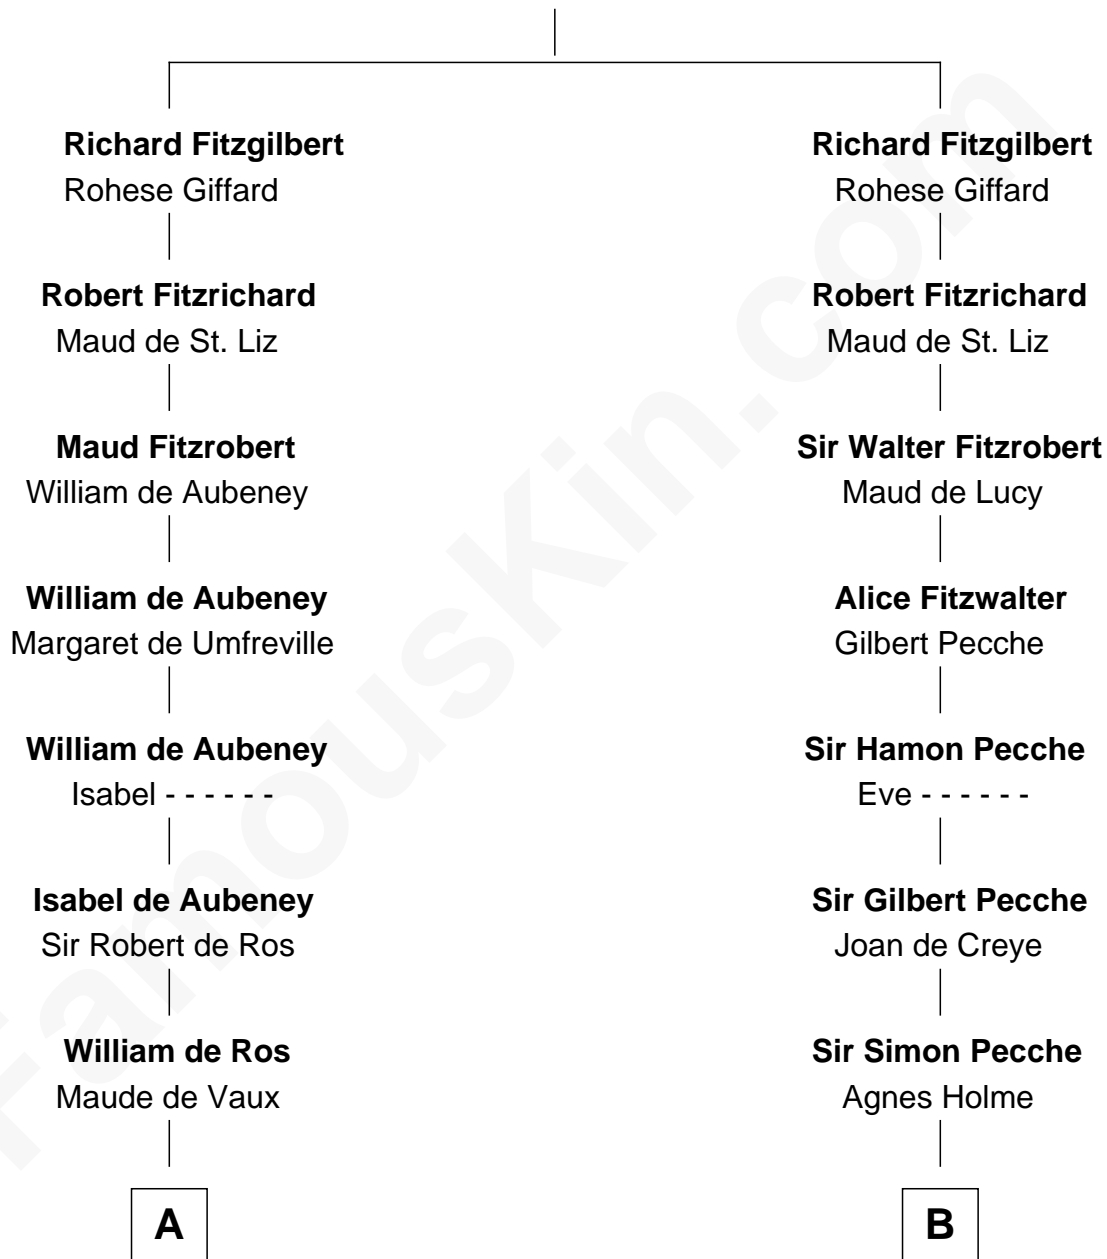 Richard Fitzgilbert
Rohese Giffard
Robert Fitzrichard
Maud de St. Liz
Maud Fitzrobert
William de Aubeney
William de Aubeney
Margaret de Umfreville
William de Aubeney
Isabel - - - - - -
Isabel de Aubeney
Sir Robert de Ros
William de Ros
Maude de Vaux
A
Richard Fitzgilbert
Rohese Giffard
Robert Fitzrichard
Maud de St. Liz
Sir Walter Fitzrobert
Maud de Lucy
Alice Fitzwalter
Gilbert Pecche
Sir Hamon Pecche
Eve - - - - - -
Sir Gilbert Pecche
Joan de Creye
Sir Simon Pecche
Agnes Holme
B
FamousKin.com